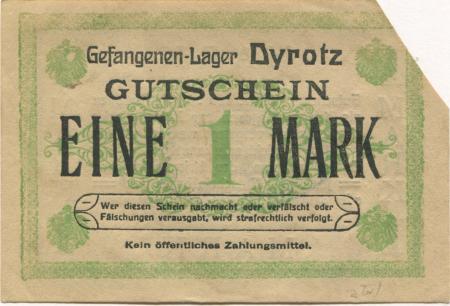 Gefangenen-Lager Dyrotz
GUTSCHEIN
EINE 1 MARK
Wer diesen Schein nachmacht oder verfälscht oder
Fälschungen verausgabt, wird strafrechtlich verfolgt.
Kein öffentliches Zahlungsmittel.